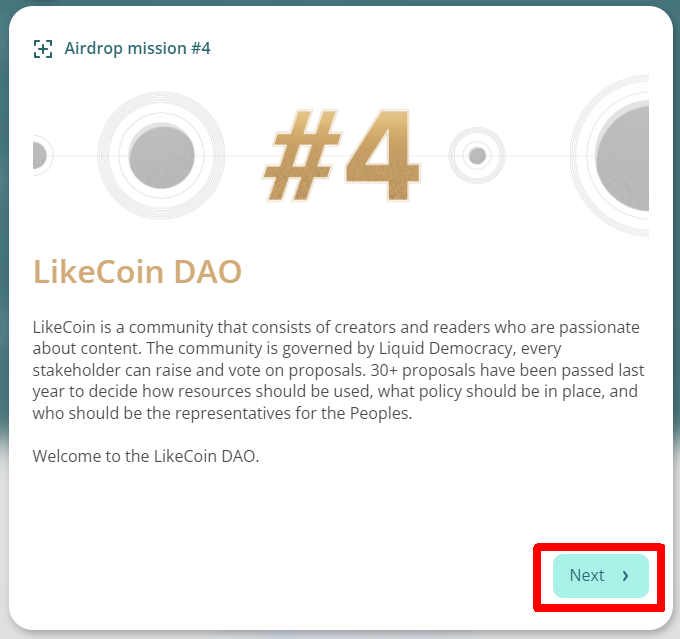 Airdrop mission #4
#4
LikeCoin DAO
LikeCoin is a community that consists of creators and readers who are passionate
about content. The community is governed by Liquid Democracy, every
stakeholder can raise and vote on proposals. 30+ proposals have been passed last
year to decide how resources should be used, what policy should be in place, and
who should be the representatives for the Peoples.
Welcome to the LikeCoin DAO.
Next